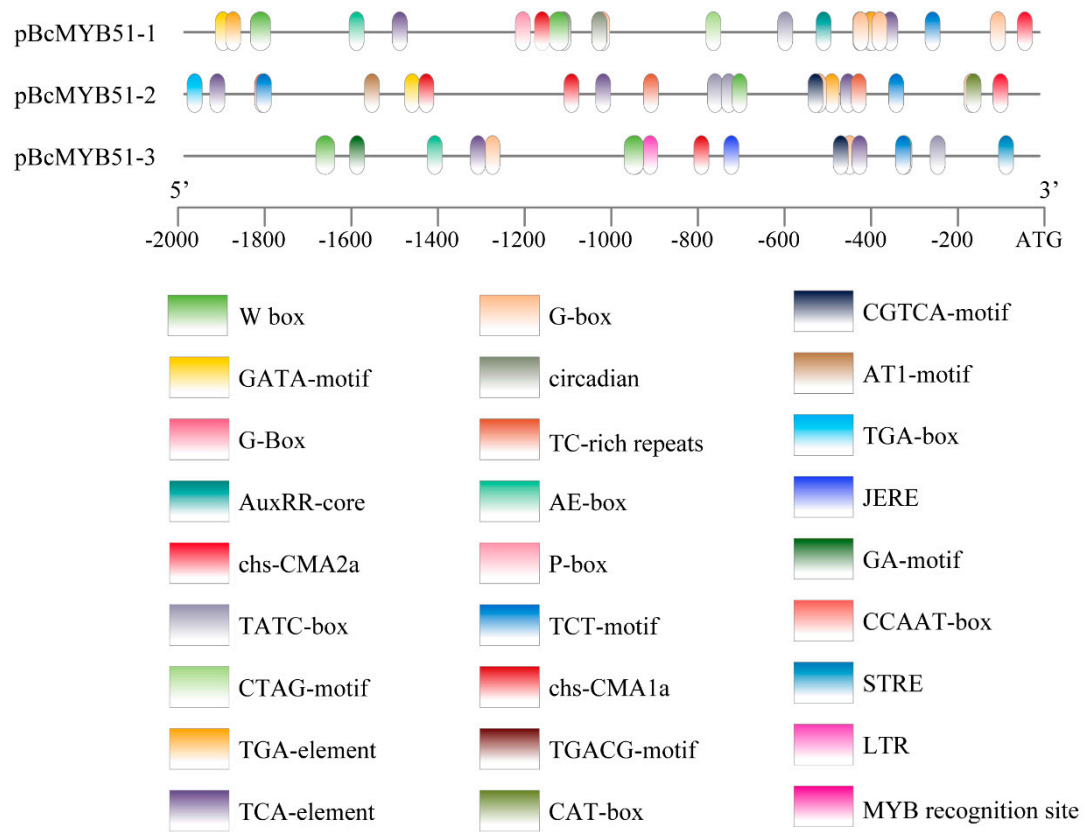 pBcMYB51-1
pBcMYB51-2
pBcMYB51-3
5’ 3’
-2000 -1800 -1600 -1400 -1200 -1000 -800 -600 -400 -200 ATG
W box
GATA-motif
G-Box
AuxRR-core
chs-CMA2a
TATC-box
CTAG-motif
TGA-element
TCA-element
G-box
circadian
TC-rich repeats
AE-box
P-box
TCT-motif
chs-CMA1a
TGACG-motif
CAT-box
CGTCA-motif
AT1-motif
TGA-box
JERE
GA-motif
CCAAT-box
STRE
LTR
MYB recognition site